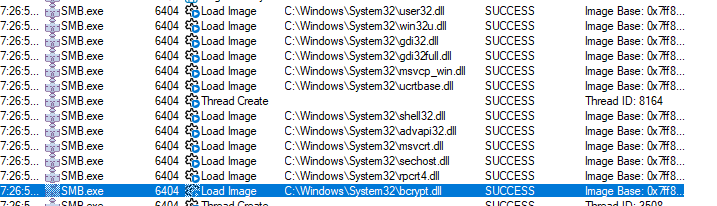 7:26:5... SMB.exe 6404 Load Image C:\Windows\System32\user32.dll SUCCESS Image Base: 0x7ff8...
7:26:5... SMB.exe 6404 Load Image C:\Windows\System32\win32u.dll SUCCESS Image Base: 0x7ff8...
7:26:5... SMB.exe 6404 Load Image C:\Windows\System32\gdi32.dll SUCCESS Image Base: 0x7ff8...
7:26:5... SMB.exe 6404 Load Image C:\Windows\System32\gdi32full.dll SUCCESS Image Base: 0x7ff8...
7:26:5... SMB.exe 6404 Load Image C:\Windows\System32\msvcp_win.dll SUCCESS Image Base: 0x7ff8...
7:26:5... SMB.exe 6404 Load Image C:\Windows\System32\ucrtbase.dll SUCCESS Image Base: 0x7ff8...
7:26:5... SMB.exe 6404 Thread Create SUCCESS Thread ID: 8164
7:26:5... SMB.exe 6404 Load Image C:\Windows\System32\shell32.dll SUCCESS Image Base: 0x7ff8...
7:26:5... SMB.exe 6404 Load Image C:\Windows\System32\advapi32.dll SUCCESS Image Base: 0x7ff8...
7:26:5... SMB.exe 6404 Load Image C:\Windows\System32\msvcrt.dll SUCCESS Image Base: 0x7ff8...
7:26:5... SMB.exe 6404 Load Image C:\Windows\System32\sechost.dll SUCCESS Image Base: 0x7ff8...
7:26:5... SMB.exe 6404 Load Image C:\Windows\System32\rpcrt4.dll SUCCESS Image Base: 0x7ff8...
7:26:5... SMB.exe 6404 Load Image C:\Windows\System32\bcrypt.dll SUCCESS Image Base: 0x7ff8...
7:26:5... SMB.exe 6404 Thread Create SUCCESS Thread ID: 3508